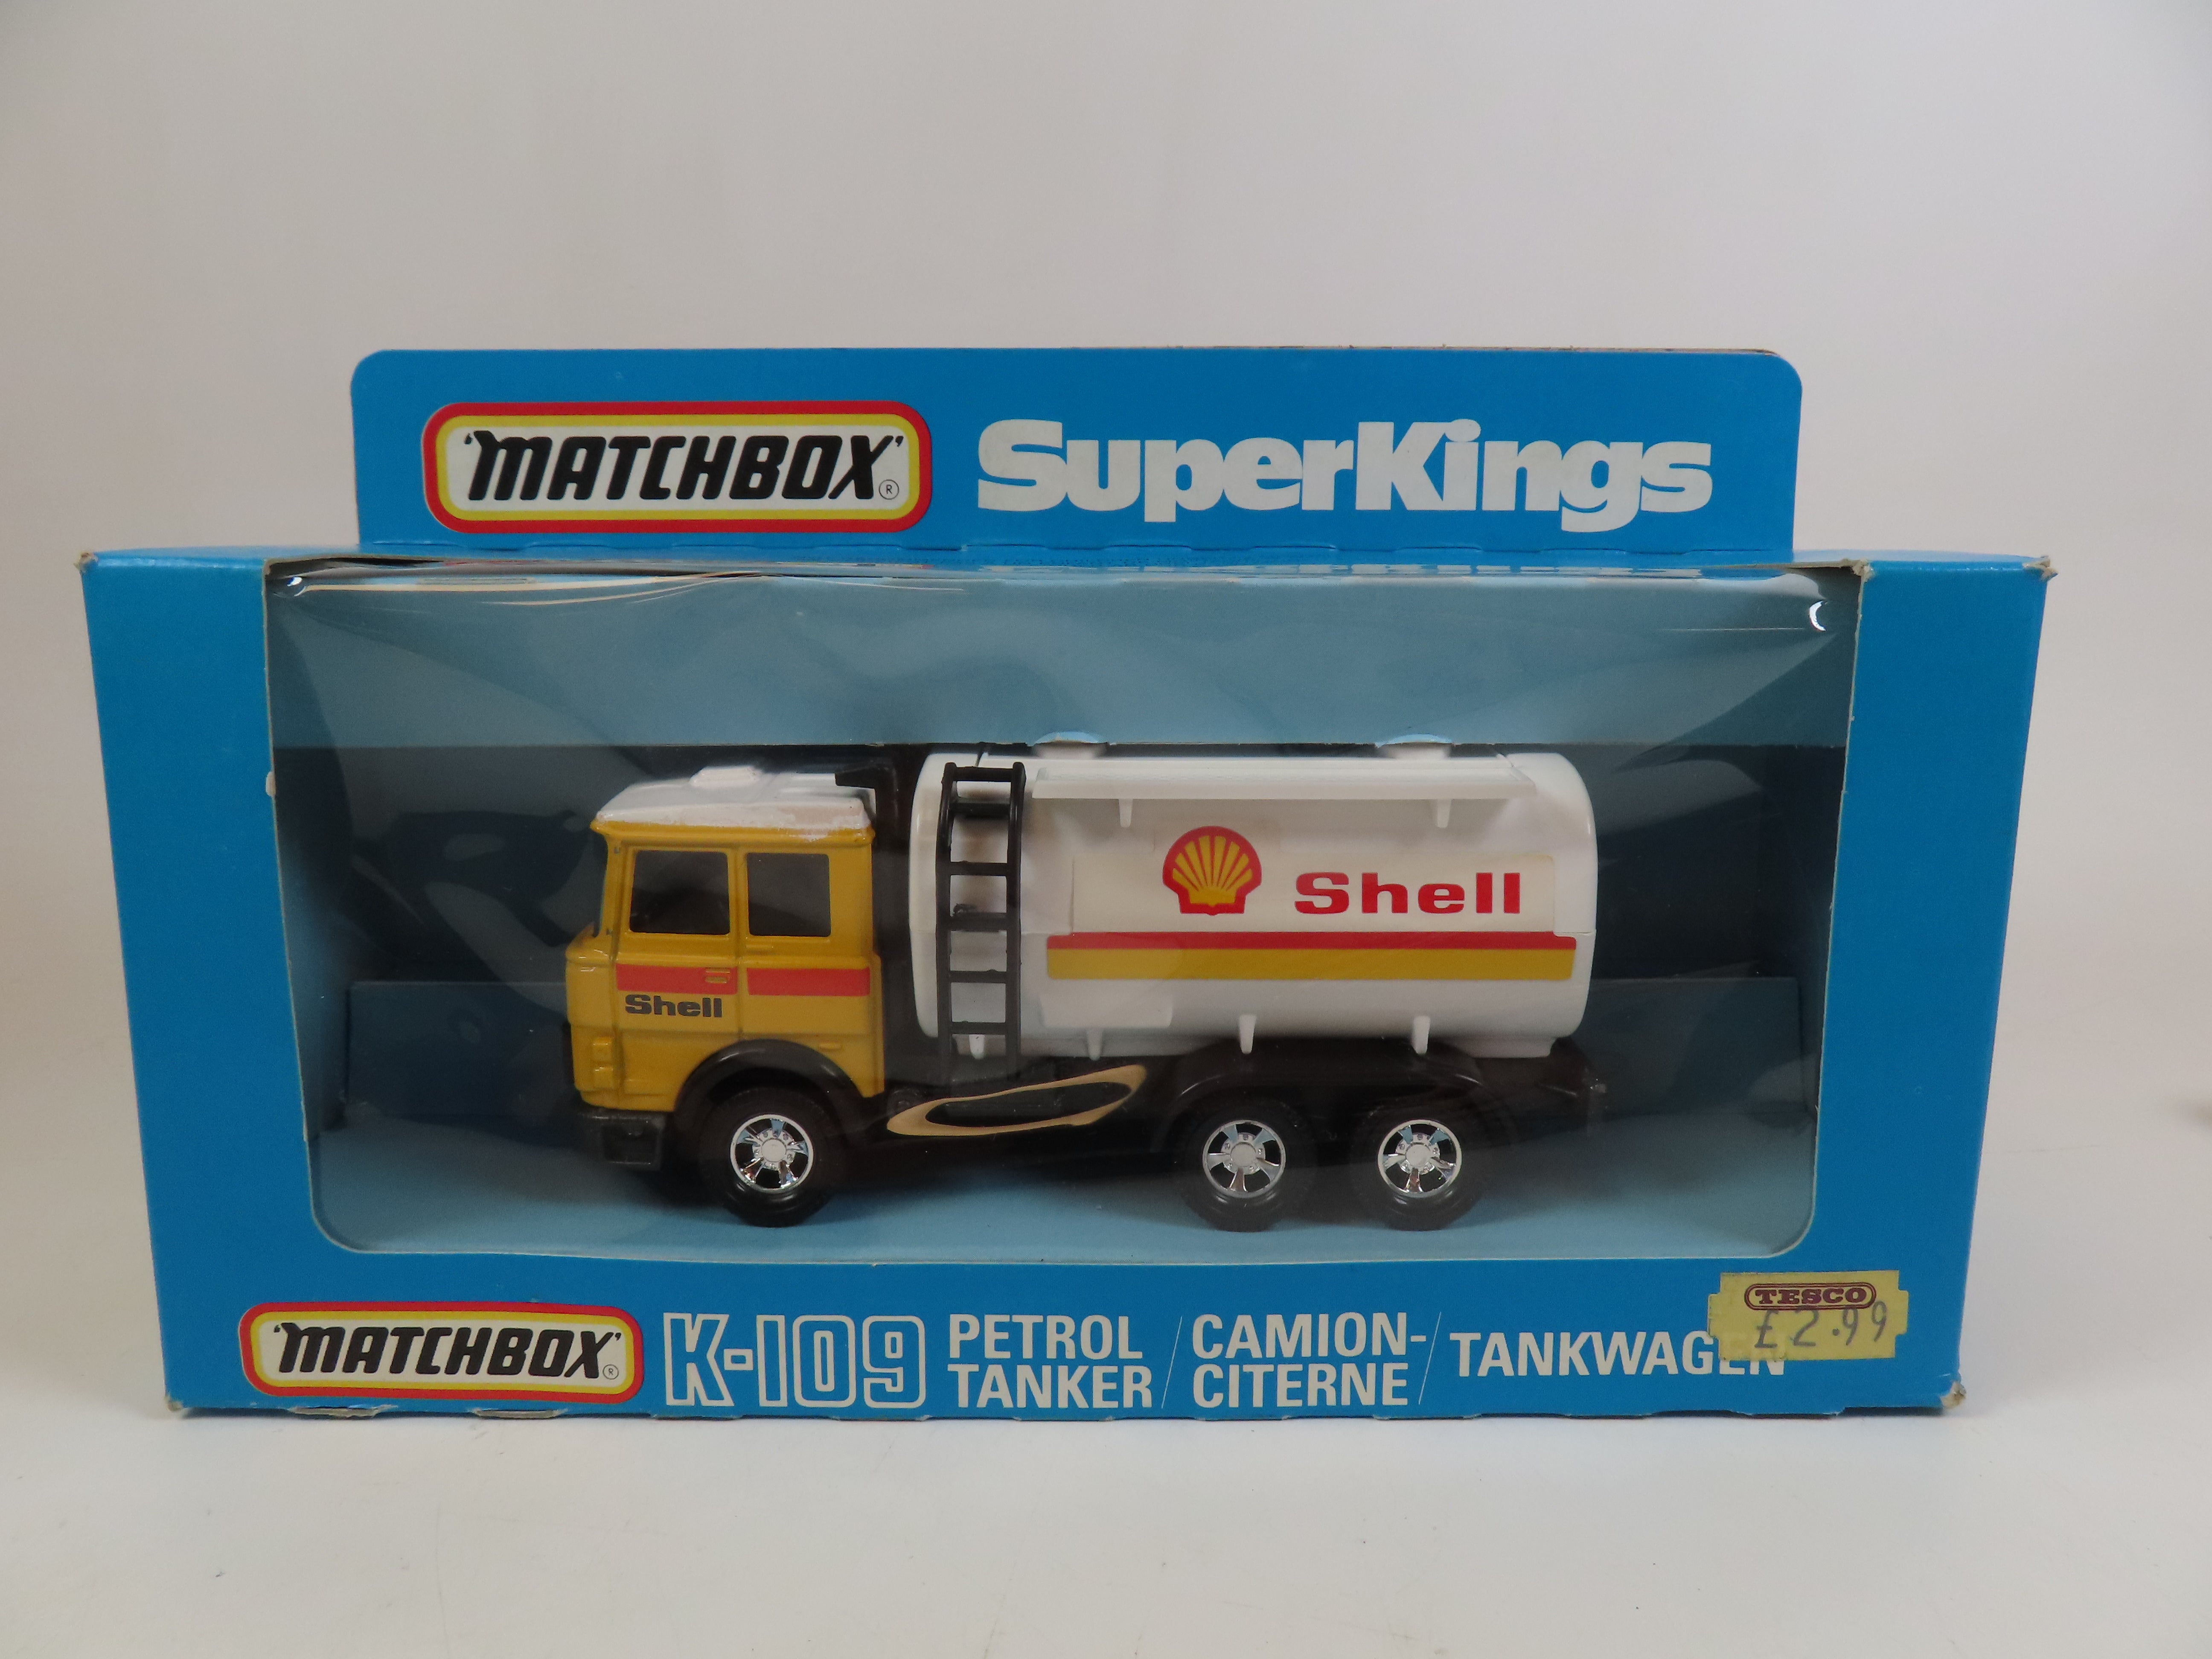 'MATCHBOX'® SuperKings
Shell
Shell
TESCO
£2.99
'MATCHBOX'® K-109 PETROL TANKER / CAMION-CITERNE / TANKWAGEN